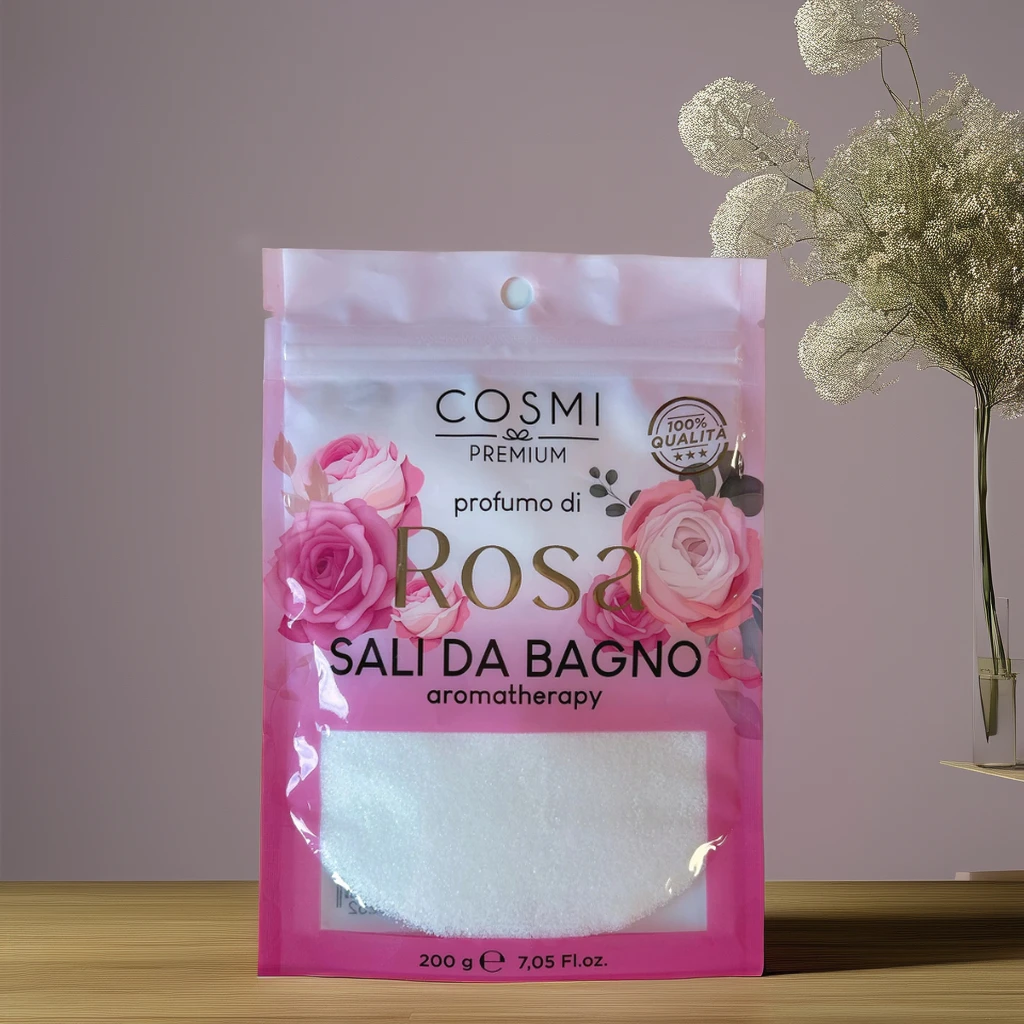 COSMI
PREMIUM
100%
QUALITÀ
profumo di
Rosa
SALI DA BAGNO
aromatherapy
200 g ℮ 7,05 Fl.oz.